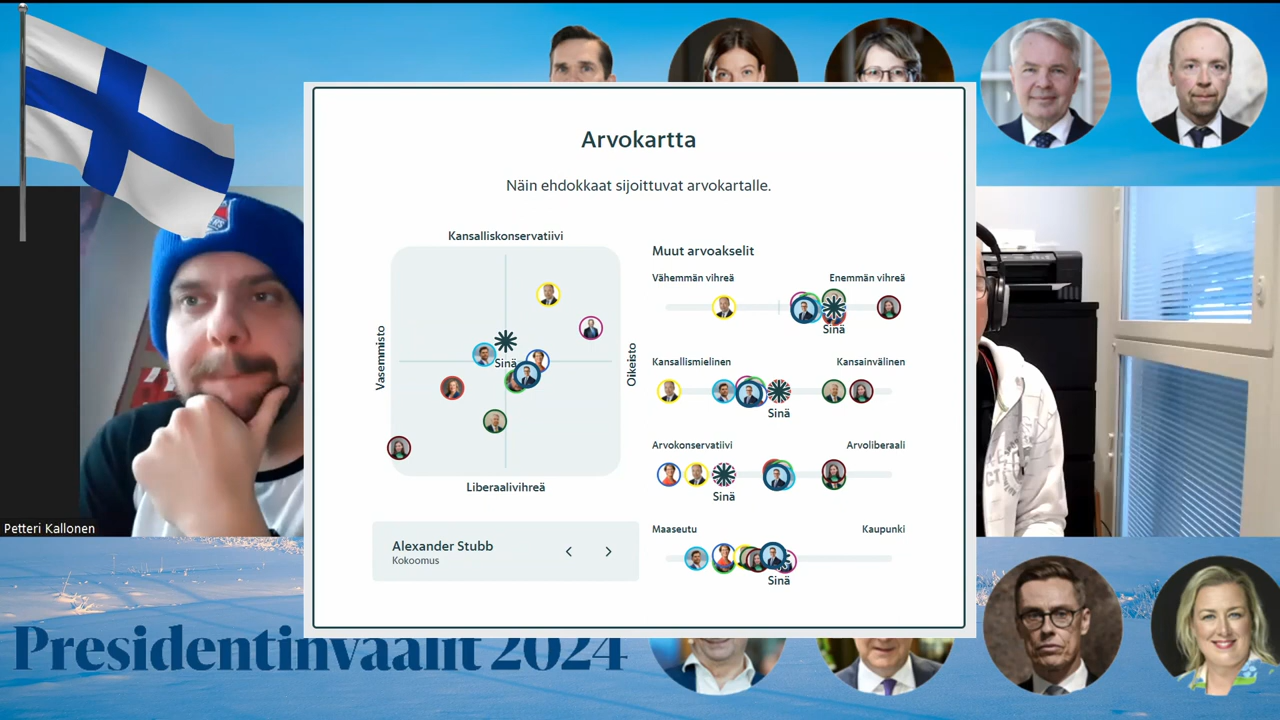 Arvokartta
Näin ehdokkaat sijoittuvat arvokartalle.
Kansalliskonservatiivi
Vasemmisto
Oikeisto
Sinä
Liberaalivihreä
Alexander Stubb
Kokoomus
Muut arvoakselit
Vähemmän vihreä Enemmän vihreä
Sinä
Kansallismielinen Kansainvälinen
Sinä
Arvokonservatiivi Arvoliberaali
Sinä
Maaseutu Kaupunki
Sinä
Petteri Kallonen
Presidentinvaalit 2024